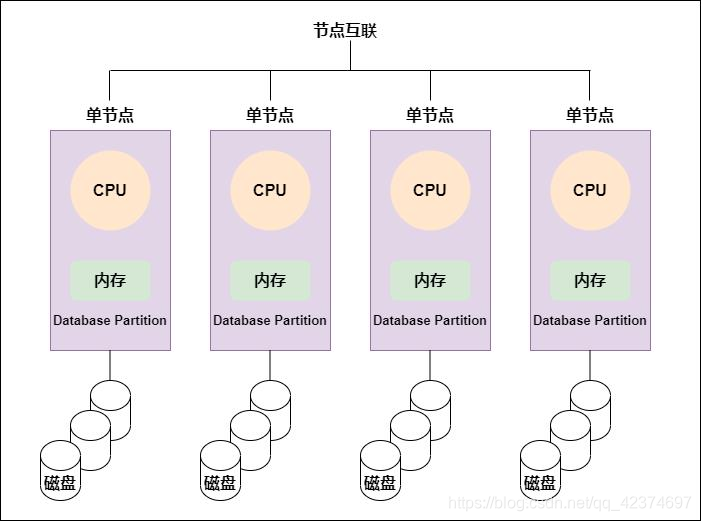 节点互联
单节点 单节点 单节点 单节点
CPU CPU CPU CPU
内存 内存 内存 内存
Database Partition Database Partition Database Partition Database Partition
磁盘 磁盘 磁盘 磁盘
https://blog.csdn.net/qq_42374697